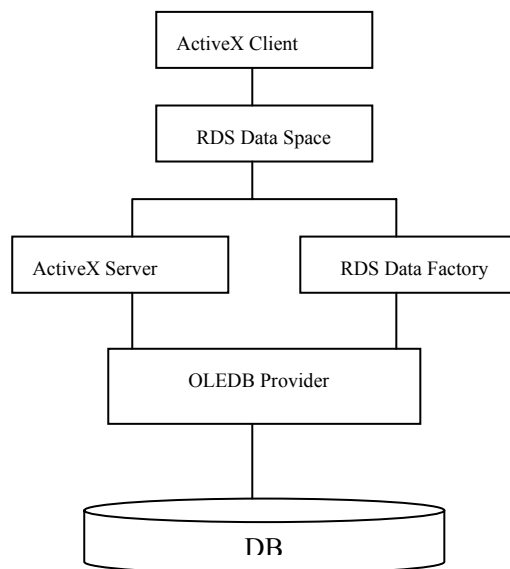 ActiveX Client
RDS Data Space
ActiveX Server
RDS Data Factory
OLEDB Provider
DB